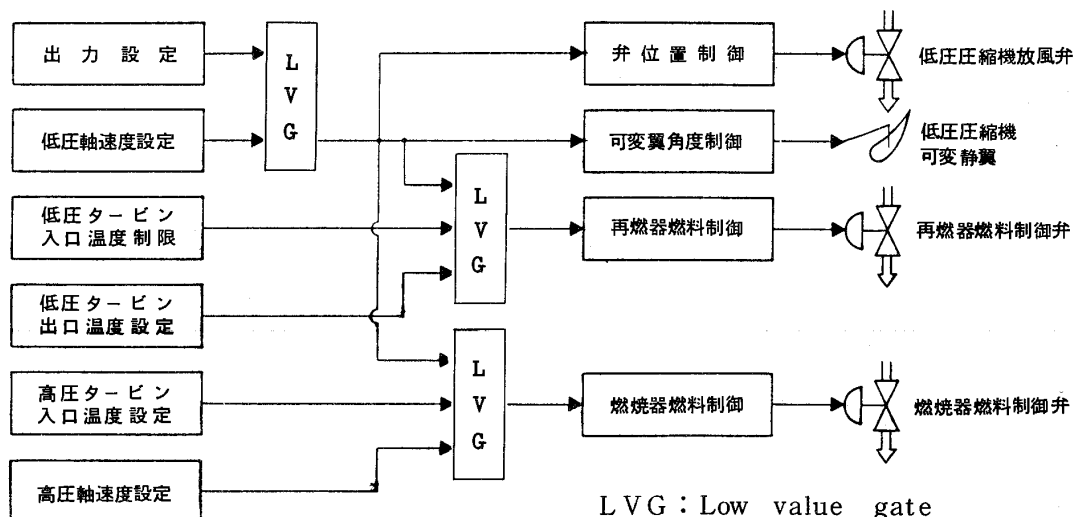 出力設定
低圧軸速度設定
低圧タービン
入口温度制限
低圧タービン
出口温度設定
高圧タービン
入口温度設定
高圧軸速度設定
LVG
LVG
LVG
弁位置制御
可変翼角度制御
再燃器燃料制御
燃焼器燃料制御
低圧圧縮機放風弁
低圧圧縮機
可変静翼
再燃器燃料制御弁
燃焼器燃料制御弁
LVG：Low value gate